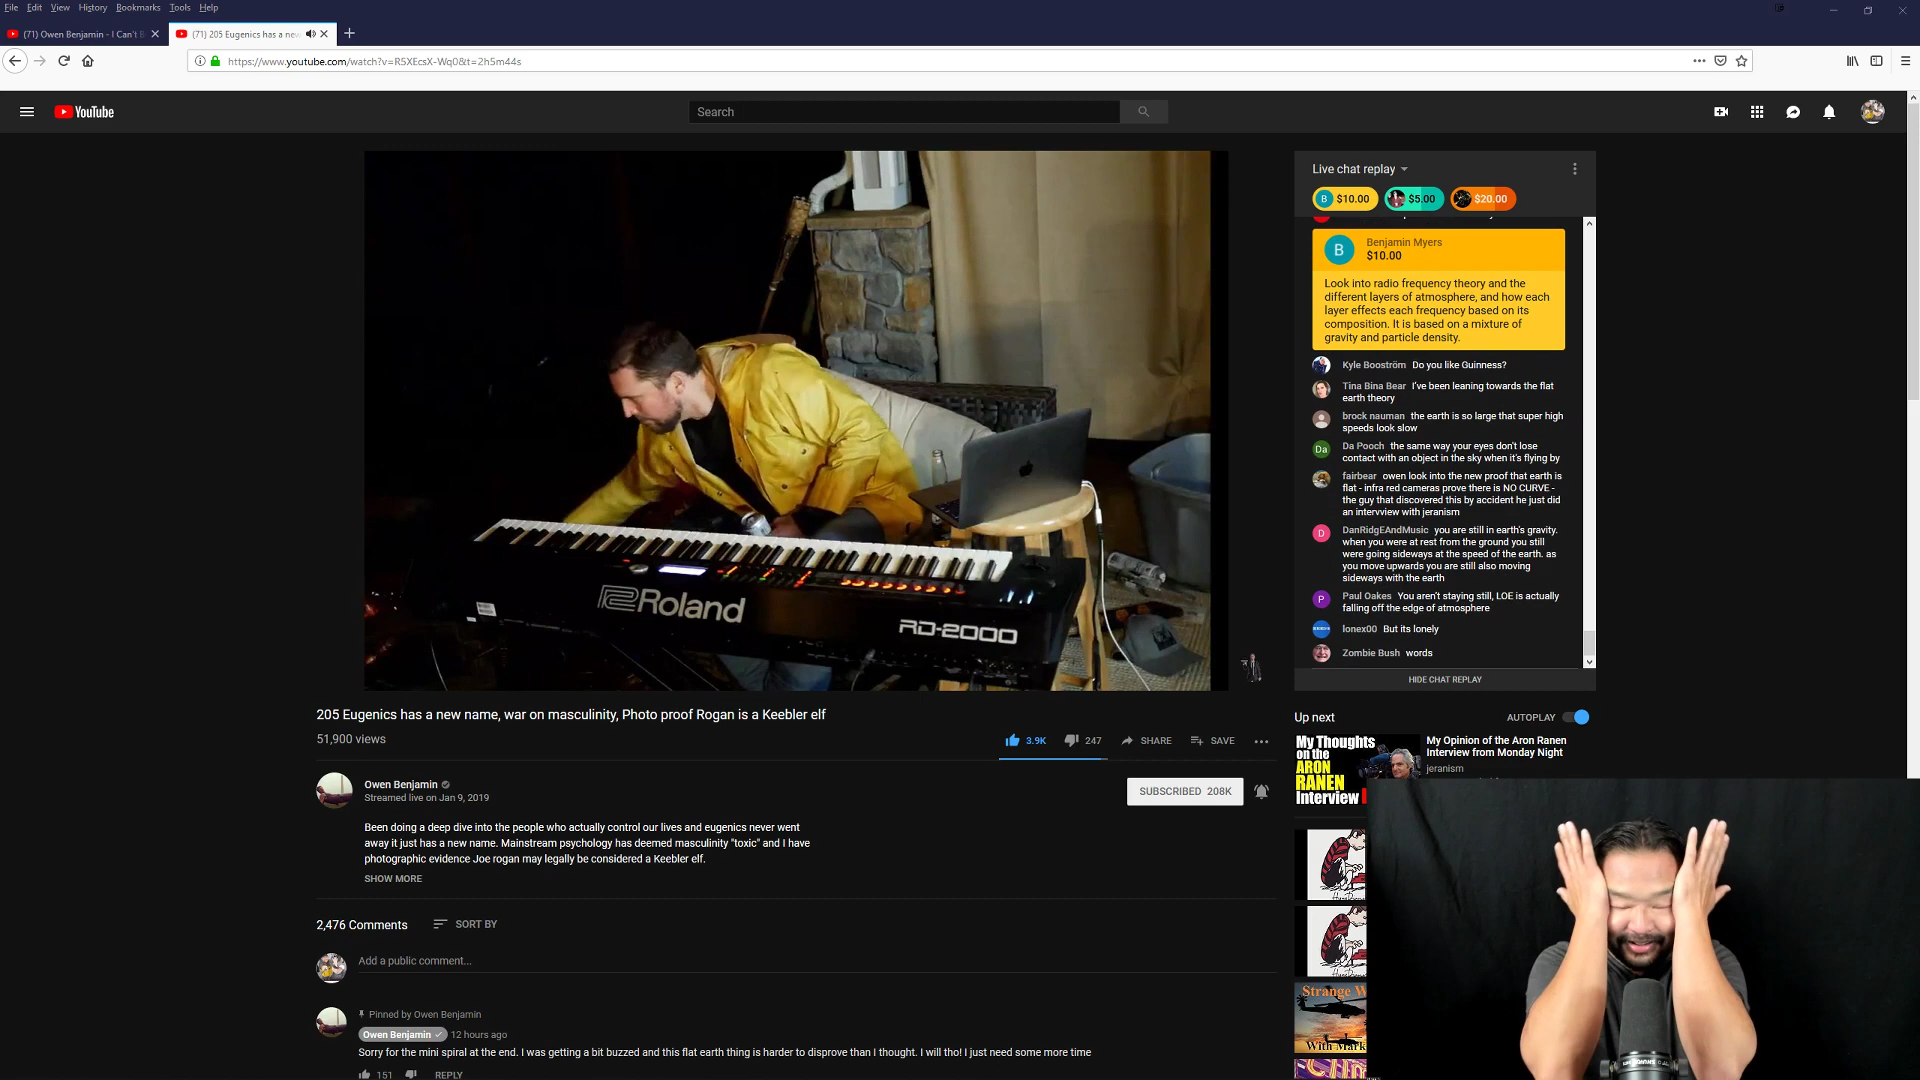 File Edit View History Bookmarks Tools Help
(71) Owen Benjamin - I Can't B
(71) 205 Eugenics has a new
https://www.youtube.com/watch?v=R5XEcsX-Wq0&t=2h5m44s
YouTube
Search
Roland
RD-2000
Live chat replay
B $10.00
$5.00
$20.00
B Benjamin Myers
$10.00
Look into radio frequency theory and the
different layers of atmosphere, and how each
layer effects each frequency based on its
composition. It is based on a mixture of
gravity and particle density.
Kyle Booström Do you like Guinness?
Tina Bina Bear I've been leaning towards the flat
earth theory
brock nauman the earth is so large that super high
speeds look slow
Da Da Pooch the same way your eyes don't lose
contact with an object in the sky when it's flying by
fairbear owen look into the new proof that earth is
flat - infra red cameras prove there is NO CURVE -
the guy that discovered this by accident he just did
an intervview with jeranism
D DanRidgEAndMusic you are still in earth's gravity.
when you were at rest from the ground you still
were going sideways at the speed of the earth. as
you move upwards you are still also moving
sideways with the earth
P Paul Oakes You aren't staying still, LOE is actually
falling off the edge of atmosphere
lonex00 But its lonely
Zombie Bush words
HIDE CHAT REPLAY
205 Eugenics has a new name, war on masculinity, Photo proof Rogan is a Keebler elf
51,900 views
3.9K
247
SHARE
SAVE
Owen Benjamin
Streamed live on Jan 9, 2019
SUBSCRIBED 208K
Been doing a deep dive into the people who actually control our lives and eugenics never went
away it just has a new name. Mainstream psychology has deemed masculinity "toxic" and I have
photographic evidence Joe rogan may legally be considered a Keebler elf.
SHOW MORE
2,476 Comments
SORT BY
Add a public comment...
Pinned by Owen Benjamin
Owen Benjamin
12 hours ago
Sorry for the mini spiral at the end. I was getting a bit buzzed and this flat earth thing is harder to disprove than I thought. I will tho! I just need some more time
151
REPLY
Up next
AUTOPLAY
My Thoughts
on the
ARON
RANEN
Interview
My Opinion of the Aron Ranen
Interview from Monday Night
jeranism
Strange W
With Mark